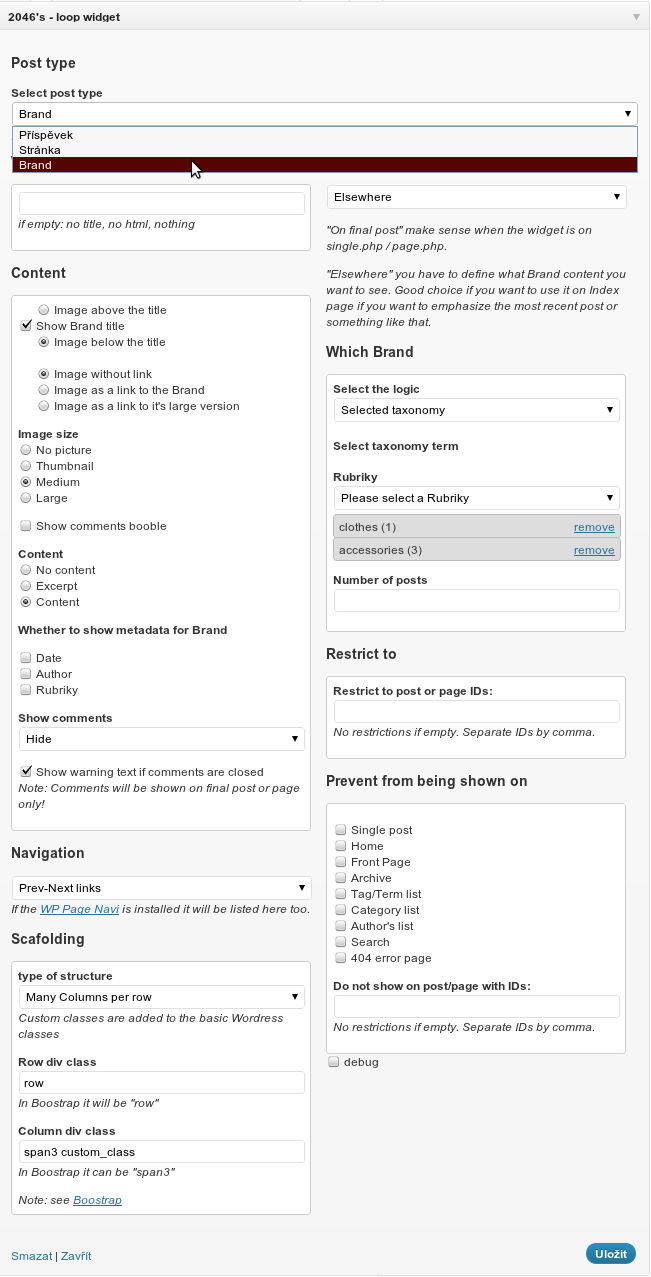 2046's - loop widget
Post type
Select post type
Brand
Příspěvek
Stránka
Brand
if empty: no title, no html, nothing
Content
Image above the title
Show Brand title
Image below the title
Image without link
Image as a link to the Brand
Image as a link to it's large version
Image size
No picture
Thumbnail
Medium
Large
Show comments booble
Content
No content
Excerpt
Content
Whether to show metadata for Brand
Date
Author
Rubriky
Show comments
Hide
Show warning text if comments are closed
Note: Comments will be shown on final post or page
only!
Navigation
Prev-Next links
If the WP Page Navi is installed it will be listed here too.
Scafolding
type of structure
Many Columns per row
Custom classes are added to the basic Wordress
classes
Row div class
row
In Boostrap it will be "row"
Column div class
span3 custom_class
In Boostrap it can be "span3"
Note: see Boostrap
Elsewhere
"On final post" make sense when the widget is on
single.php / page.php.
"Elsewhere" you have to define what Brand content you
want to see. Good choice if you want to use it on Index
page if you want to emphasize the most recent post or
something like that.
Which Brand
Select the logic
Selected taxonomy
Select taxonomy term
Rubriky
Please select a Rubriky
clothes (1) remove
accessories (3) remove
Number of posts
Restrict to
Restrict to post or page IDs:
No restrictions if empty. Separate IDs by comma.
Prevent from being shown on
Single post
Home
Front Page
Archive
Tag/Term list
Category list
Author's list
Search
404 error page
Do not show on post/page with IDs:
No restrictions if empty. Separate IDs by comma.
debug
Smazat | Zavřít
Uložit